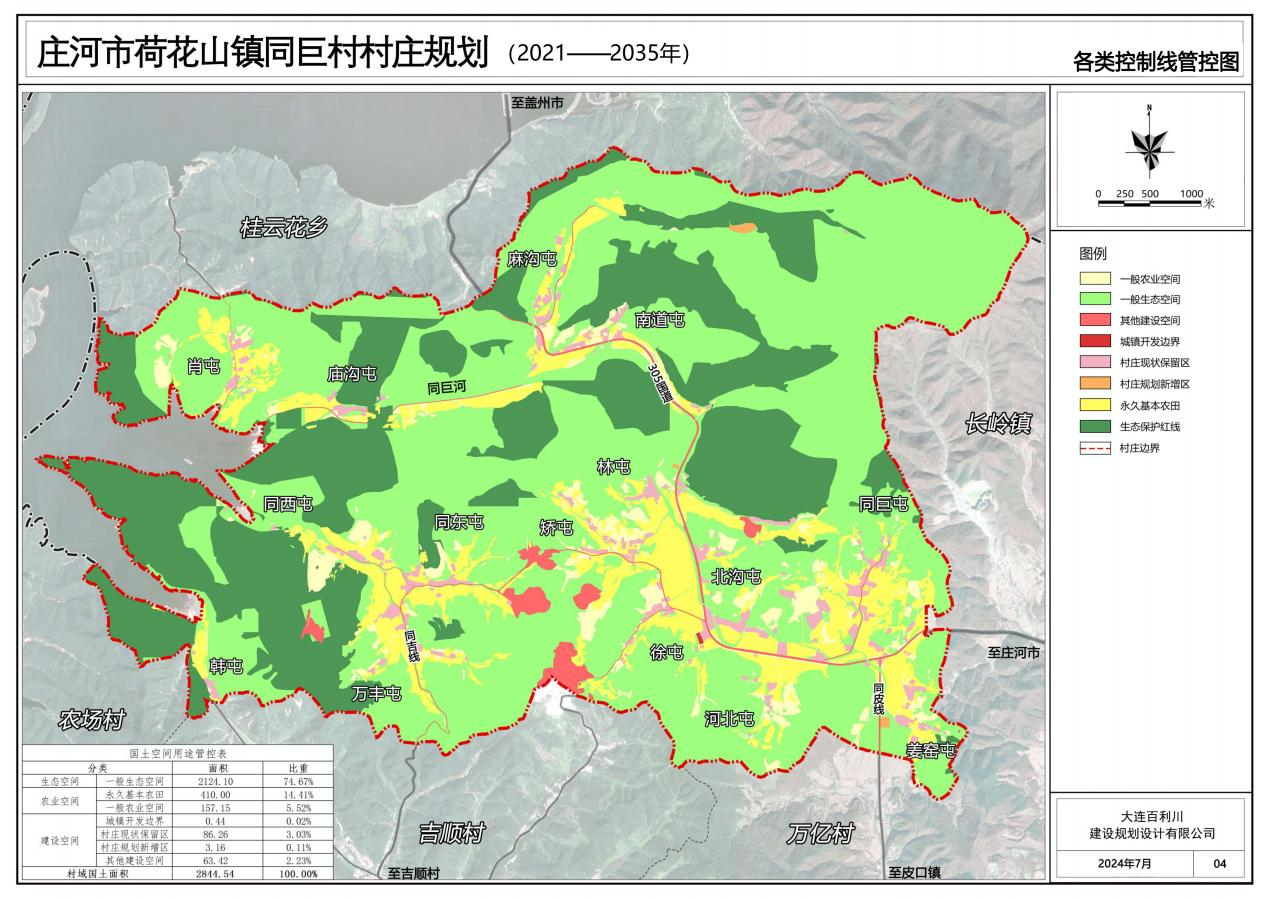 庄河市荷花山镇同巨村村庄规划（2021——2035年）
各类控制线管控图
至盖州市
桂云花乡
麻沟屯
南道屯
肖屯
庙沟屯
同巨河
305国道
长岭镇
林屯
同西屯
同东屯
矫屯
同巨屯
北沟屯
同吉线
徐屯
至庄河市
韩屯
万丰屯
同皮线
农场村
河北屯
姜窑屯
吉顺村
万亿村
至吉顺村
至皮口镇
国土空间用途管控表
分类 面积 比重
生态空间 一般生态空间 2124.10 74.67%
农业空间 永久基本农田 410.00 14.41%
一般农业空间 157.15 5.52%
建设空间 城镇开发边界 0.44 0.02%
村庄现状保留区 86.26 3.03%
村庄规划新增区 3.16 0.11%
其他建设空间 63.42 2.23%
村域国土面积 2844.54 100.00%
N
0 250 500 1000 米
图例
一般农业空间
一般生态空间
其他建设空间
城镇开发边界
村庄现状保留区
村庄规划新增区
永久基本农田
生态保护红线
村庄边界
大连百利川
建设规划设计有限公司
2024年7月 04